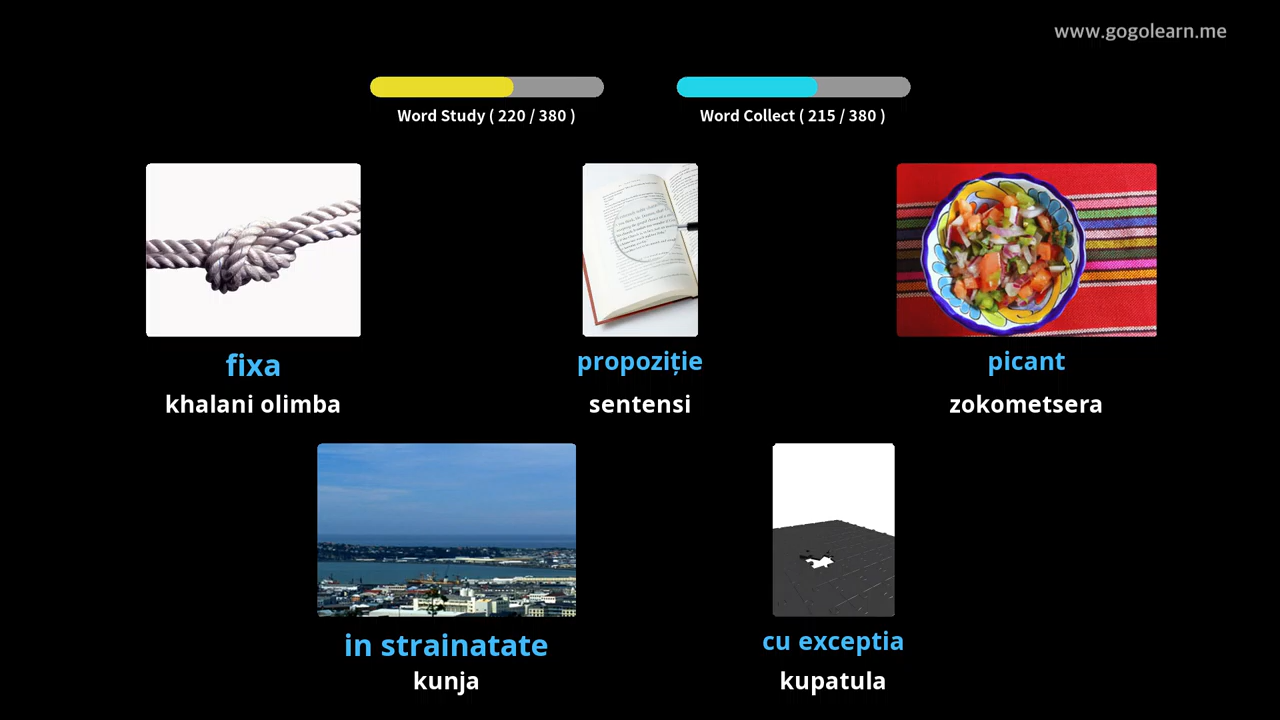 www.gogolearn.me
Word Study ( 220 / 380 )
Word Collect ( 215 / 380 )
fixa
khalani olimba
propoziție
sentensi
picant
zokometsera
in strainatate
kunja
cu exceptia
kupatula